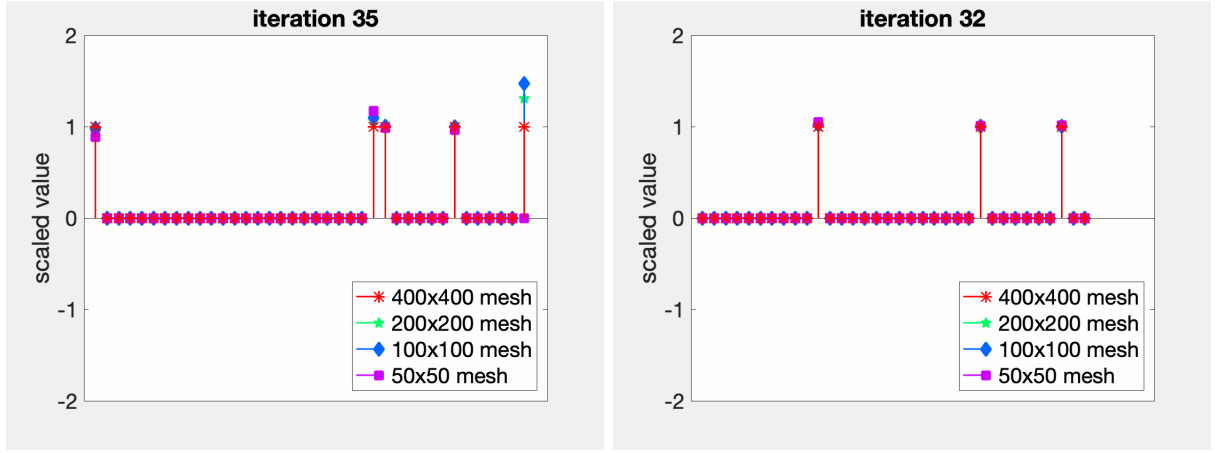 iteration 35
scaled value
2
1
0
-1
-2
400x400 mesh
200x200 mesh
100x100 mesh
50x50 mesh
iteration 32
scaled value
2
1
0
-1
-2
400x400 mesh
200x200 mesh
100x100 mesh
50x50 mesh